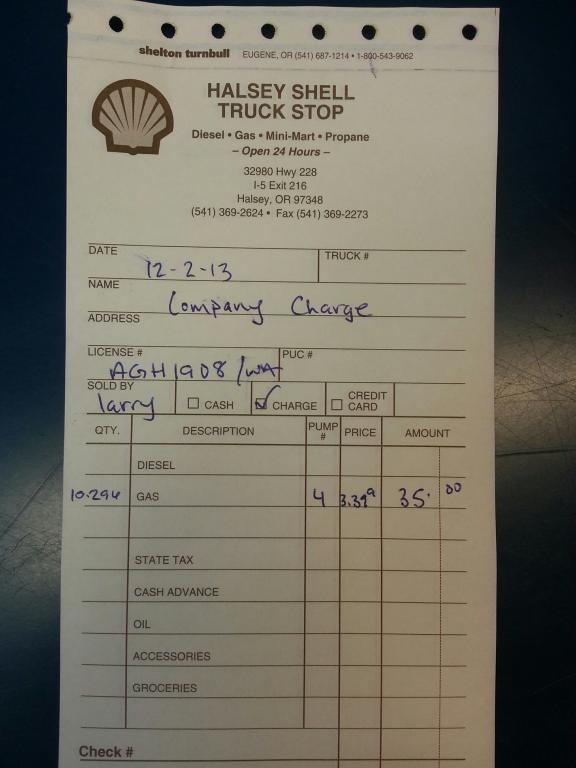 shelton turnbull EUGENE, OR (541) 687-1214 • 1-800-543-9062
HALSEY SHELL
TRUCK STOP
Diesel • Gas • Mini-Mart • Propane
– Open 24 Hours –
32980 Hwy 228
I-5 Exit 216
Halsey, OR 97348
(541) 369-2624 • Fax (541) 369-2273
DATE 12-2-13 TRUCK #
NAME Company Charge
ADDRESS
LICENSE # AGH1908/WA PUC #
SOLD BY larry CASH CHARGE CREDIT CARD
QTY. DESCRIPTION PUMP # PRICE AMOUNT
DIESEL
10.294 GAS 4 3.39⁹ 35.00
STATE TAX
CASH ADVANCE
OIL
ACCESSORIES
GROCERIES
Check #